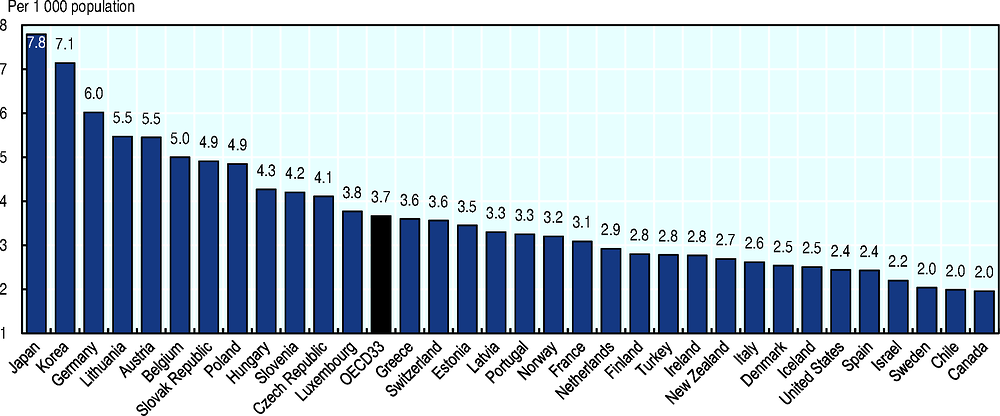 Per 1 000 population
8
7
6
5
4
3
2
1
7.8
7.1
6.0
5.5
5.5
5.0
4.9
4.9
4.3
4.2
4.1
3.8
3.7
3.6
3.6
3.5
3.3
3.3
3.2
3.1
2.9
2.8
2.8
2.8
2.7
2.6
2.5
2.5
2.4
2.4
2.2
2.0
2.0
2.0
Japan
Korea
Germany
Lithuania
Austria
Belgium
Slovak Republic
Poland
Hungary
Slovenia
Czech Republic
Luxembourg
OECD33
Greece
Switzerland
Estonia
Latvia
Portugal
Norway
France
Netherlands
Finland
Turkey
Ireland
New Zealand
Italy
Denmark
Iceland
United States
Spain
Israel
Sweden
Chile
Canada